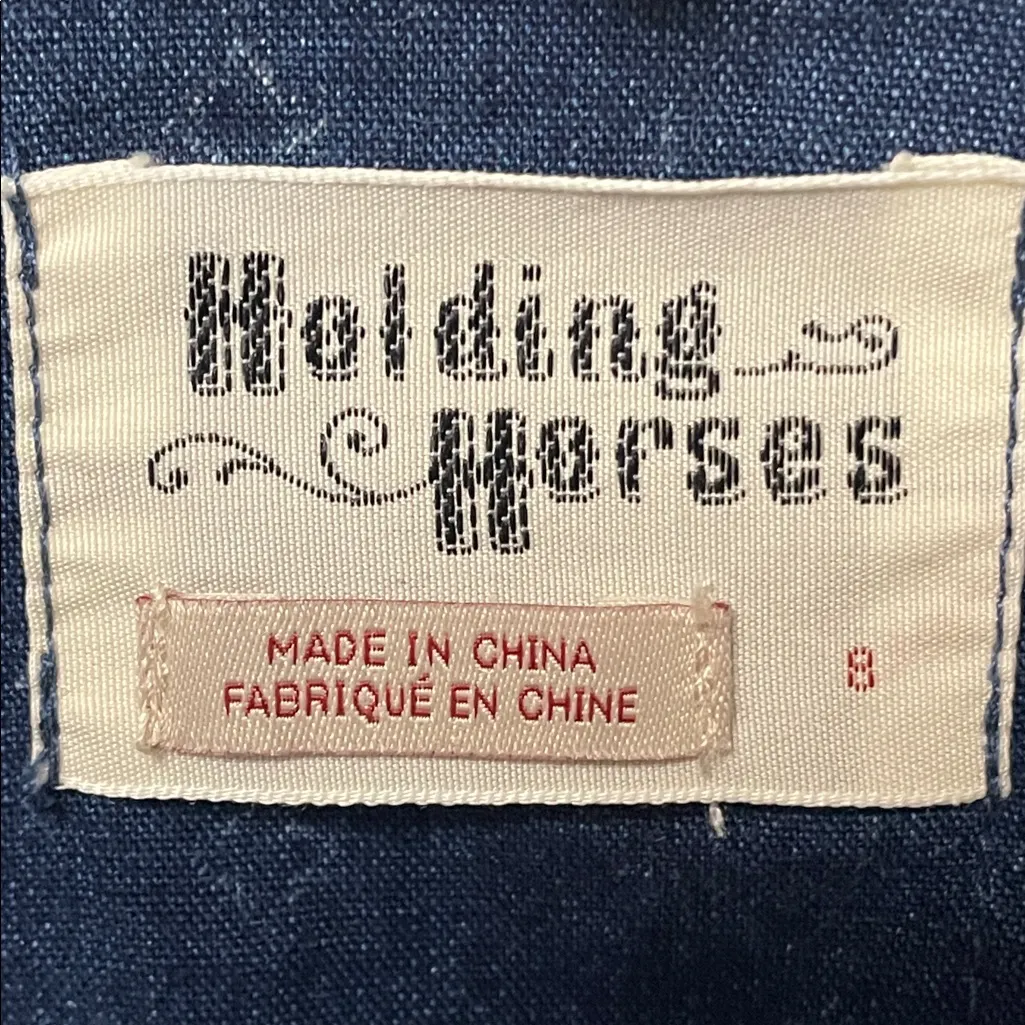 Holding
Horses
MADE IN CHINA
FABRIQUÉ EN CHINE
8